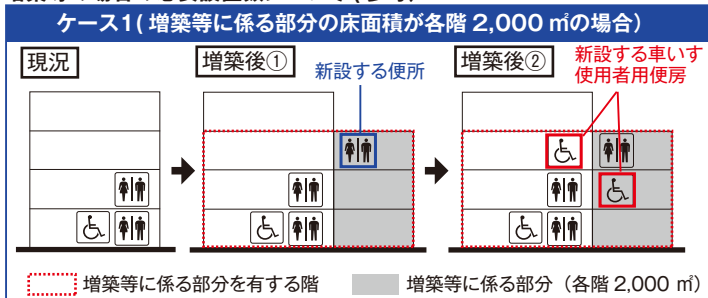 ケース1(増築等に係る部分の床面積が各階 2,000 ㎡の場合)
現況
増築後①
新設する便所
増築後②
新設する車いす
使用者用便房
増築等に係る部分を有する階
増築等に係る部分（各階 2,000 ㎡）